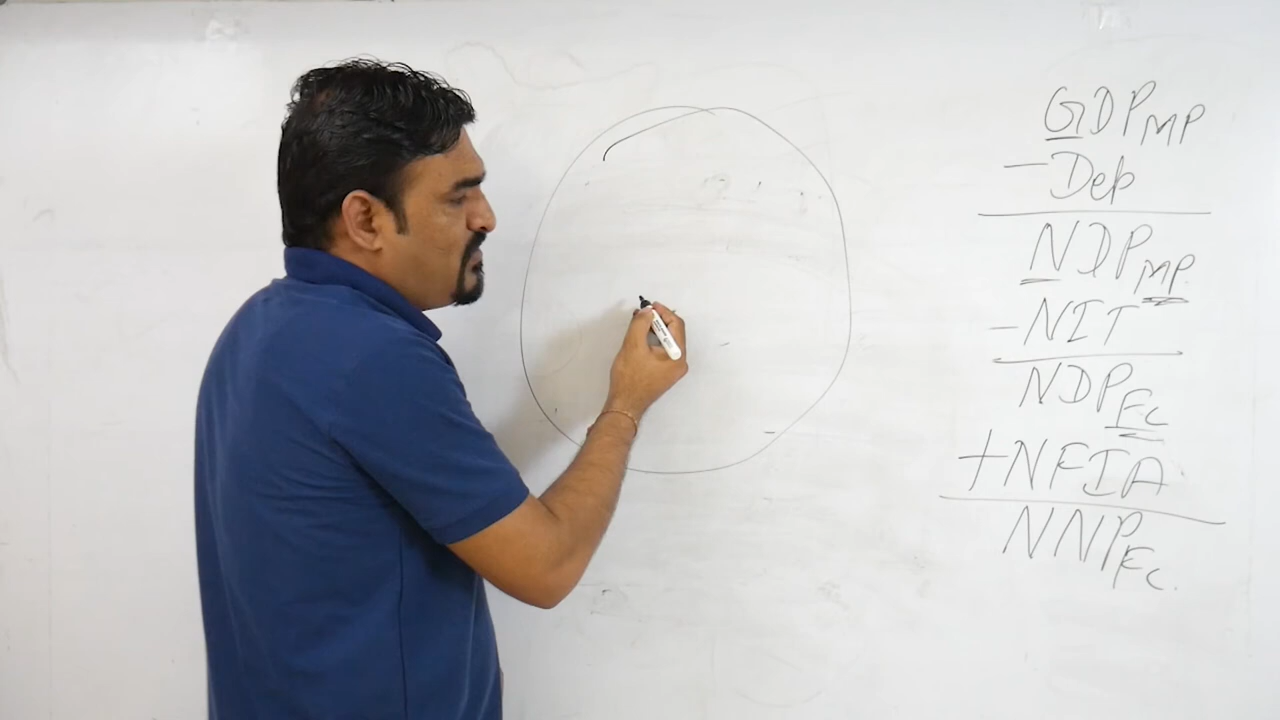 GDPMP
- Dep
NDPMP
- NIT
NDPFC
+ NFIA
NNPFC.